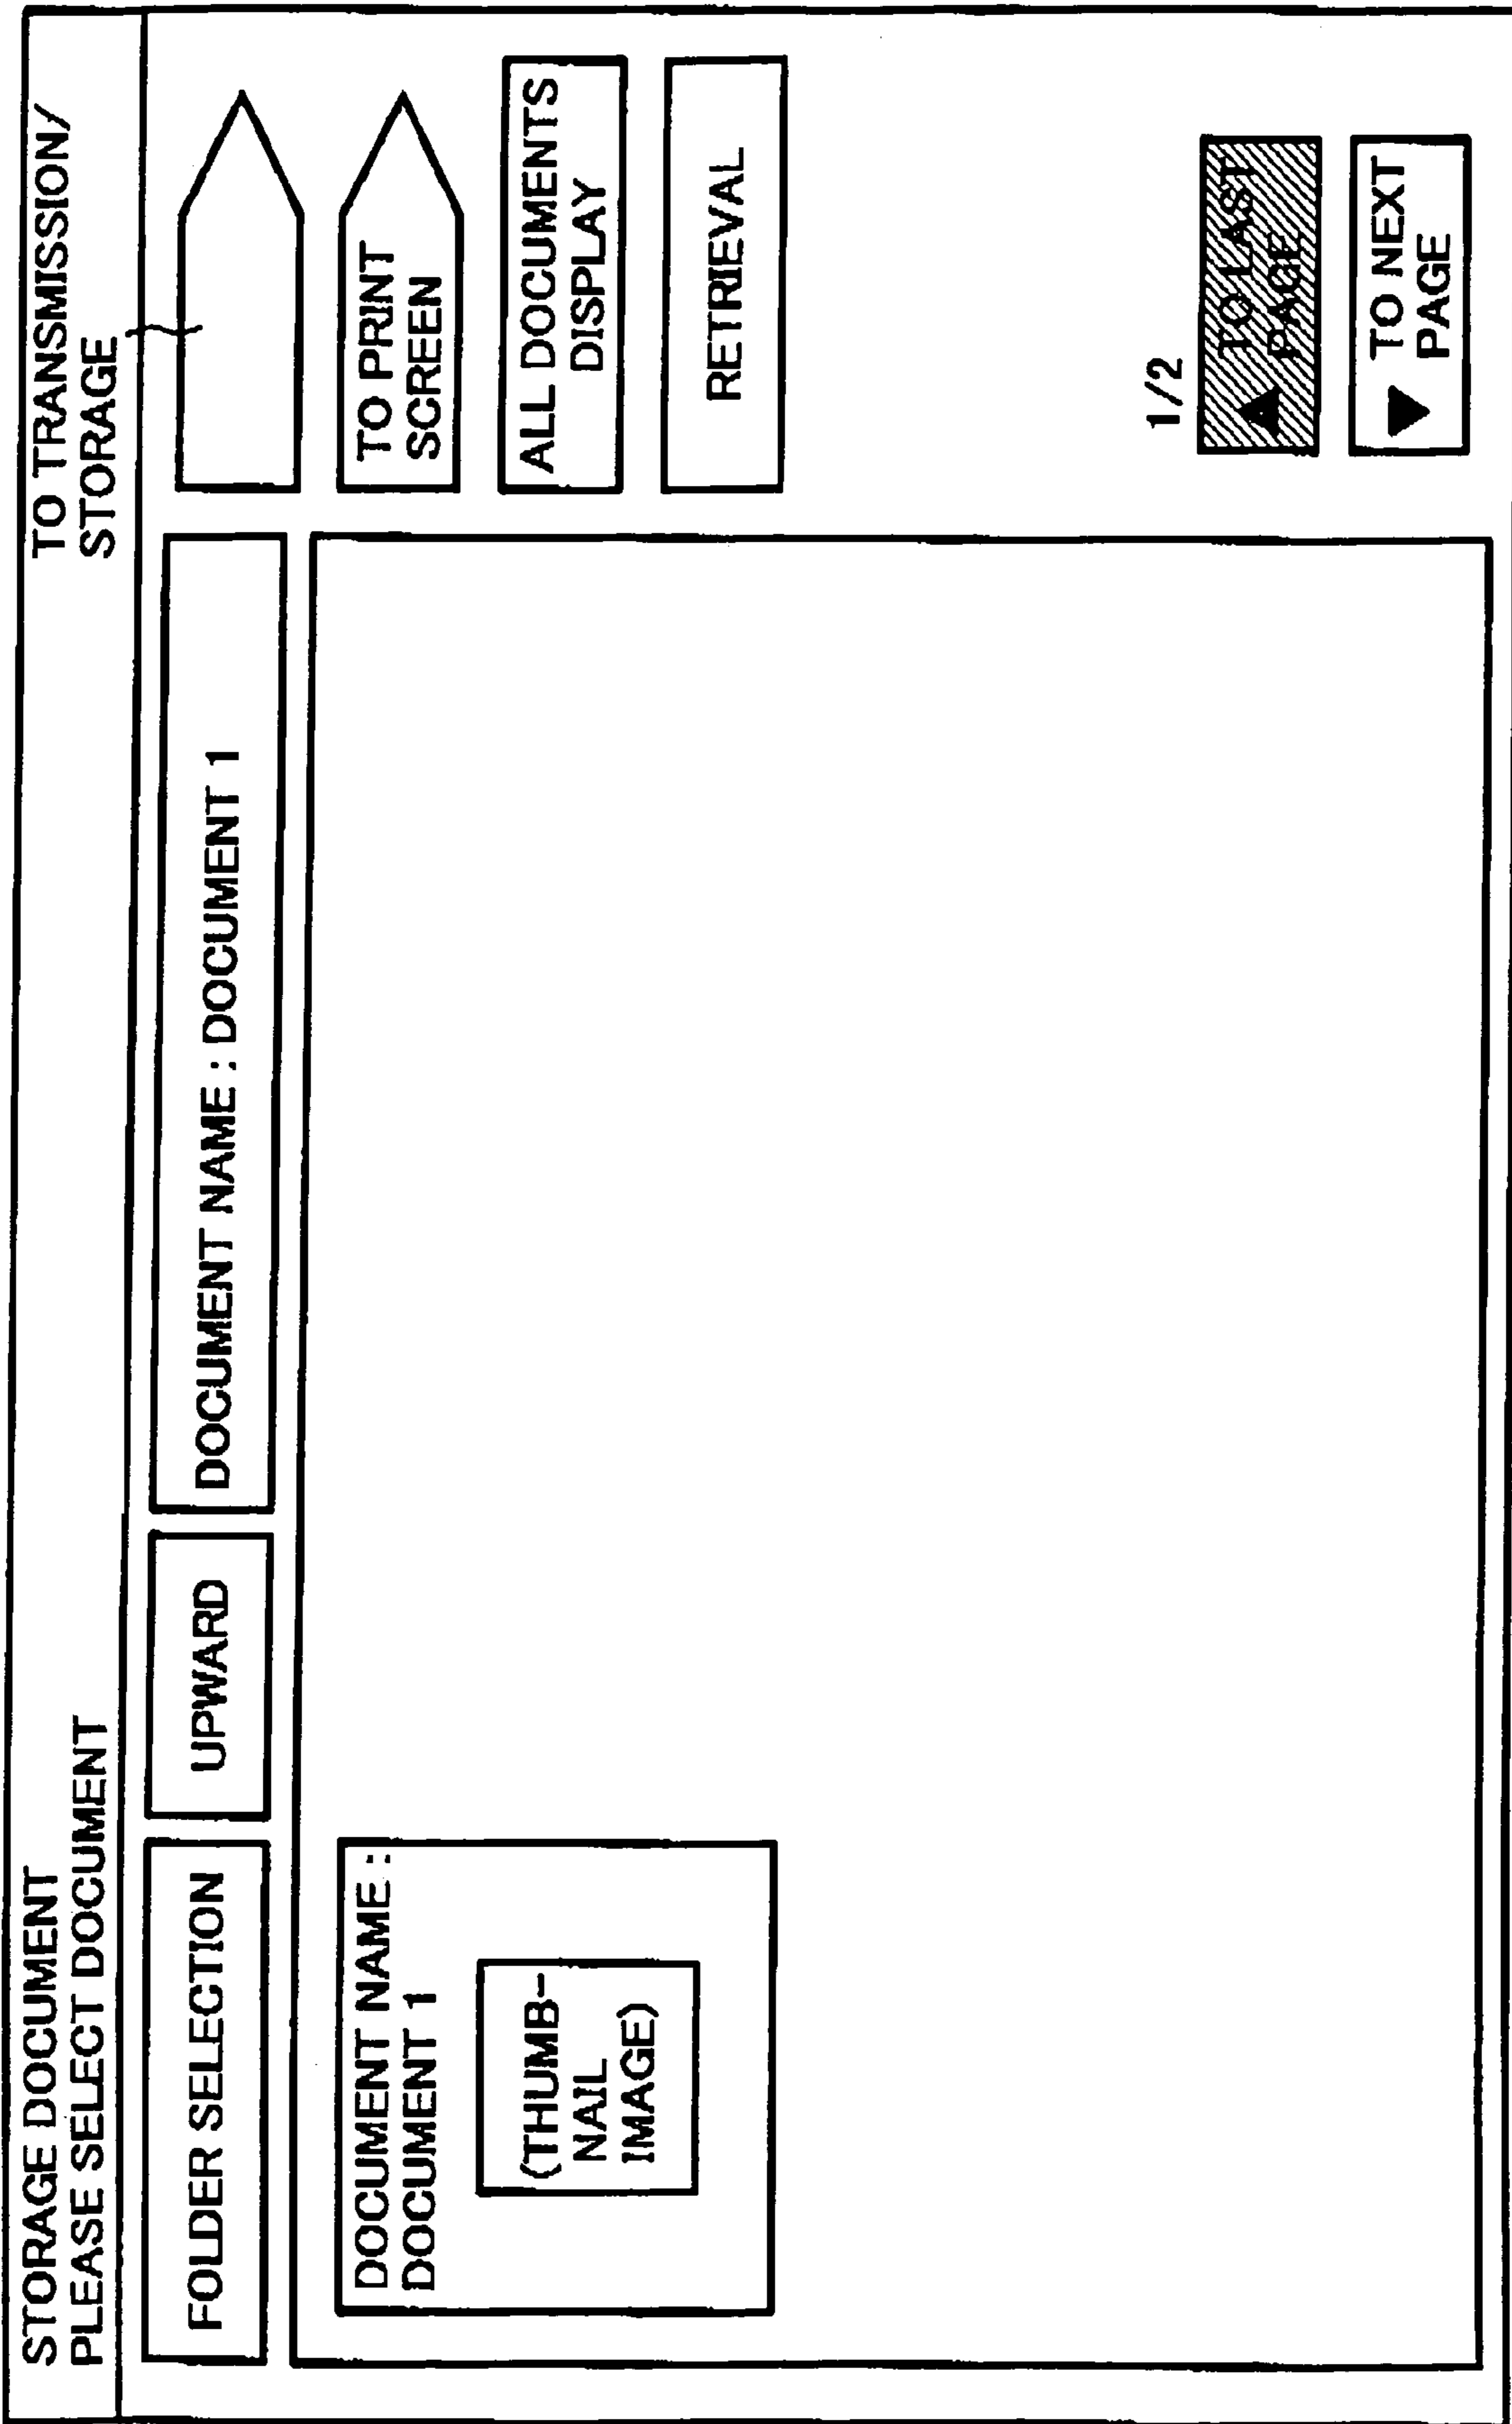 STORAGE DOCUMENT
PLEASE SELECT DOCUMENT
TO TRANSMISSION/
STORAGE
FOLDER SELECTION
UPWARD
DOCUMENT NAME : DOCUMENT 1
TO PRINT
SCREEN
ALL DOCUMENTS
DISPLAY
RETRIEVAL
DOCUMENT NAME :
DOCUMENT 1
(THUMB-
NAIL
IMAGE)
1/2
▲ TO LAST
PAGE
▼ TO NEXT
PAGE